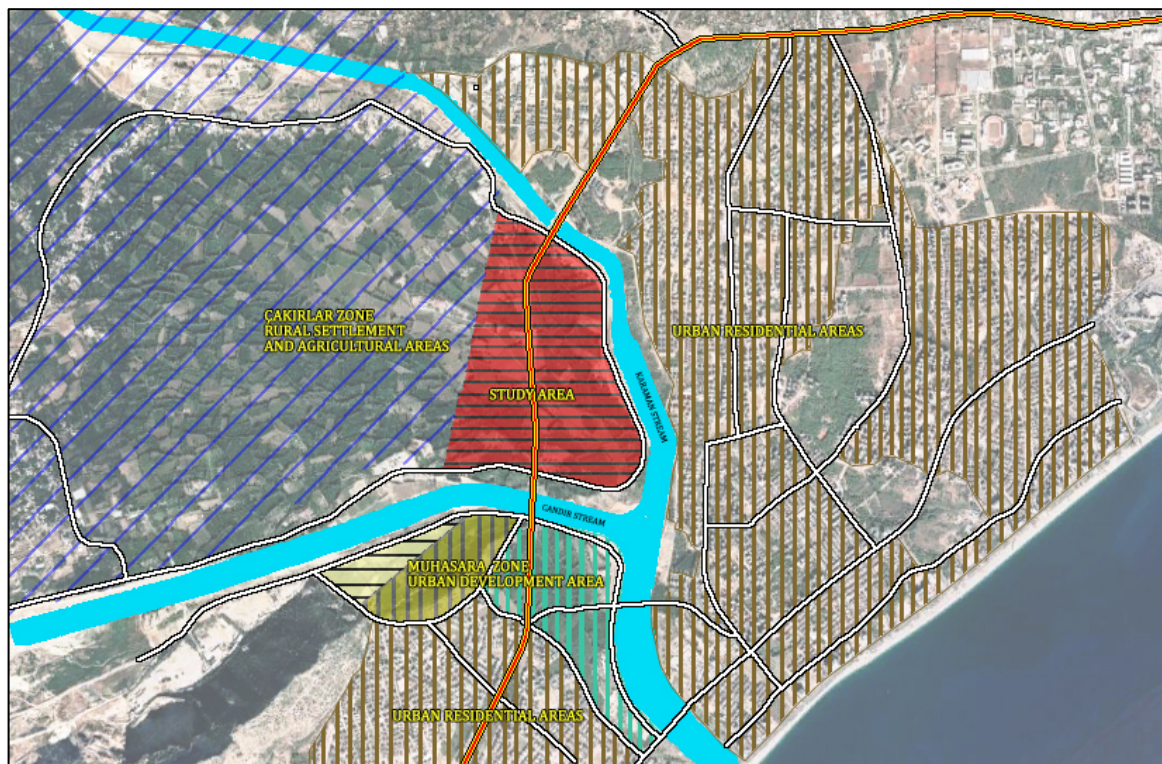 ÇAKIRLAR ZONE
RURAL SETTLEMENT
AND AGRICULTURAL AREAS
URBAN RESIDENTIAL AREAS
STUDY AREA
KARAMAN STREAM
CANDIR STREAM
MUHASARA ZONE
URBAN DEVELOPMENT AREA
URBAN RESIDENTIAL AREAS